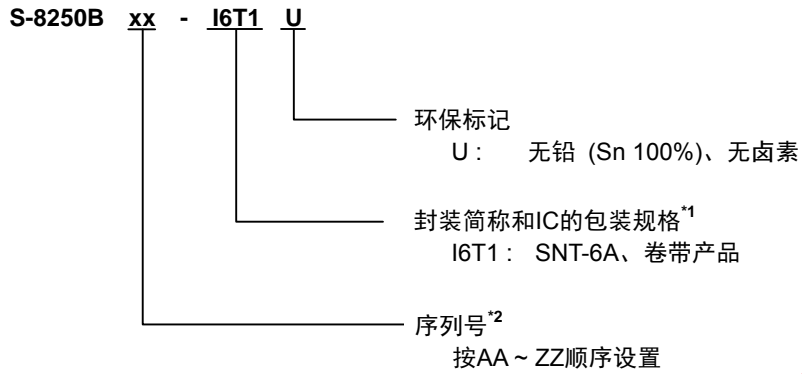 S-8250B xx - I6T1 U
环保标记
U : 无铅 (Sn 100%)、无卤素
封装简称和IC的包装规格*1
I6T1 : SNT-6A、卷带产品
序列号*2
按AA ~ ZZ顺序设置